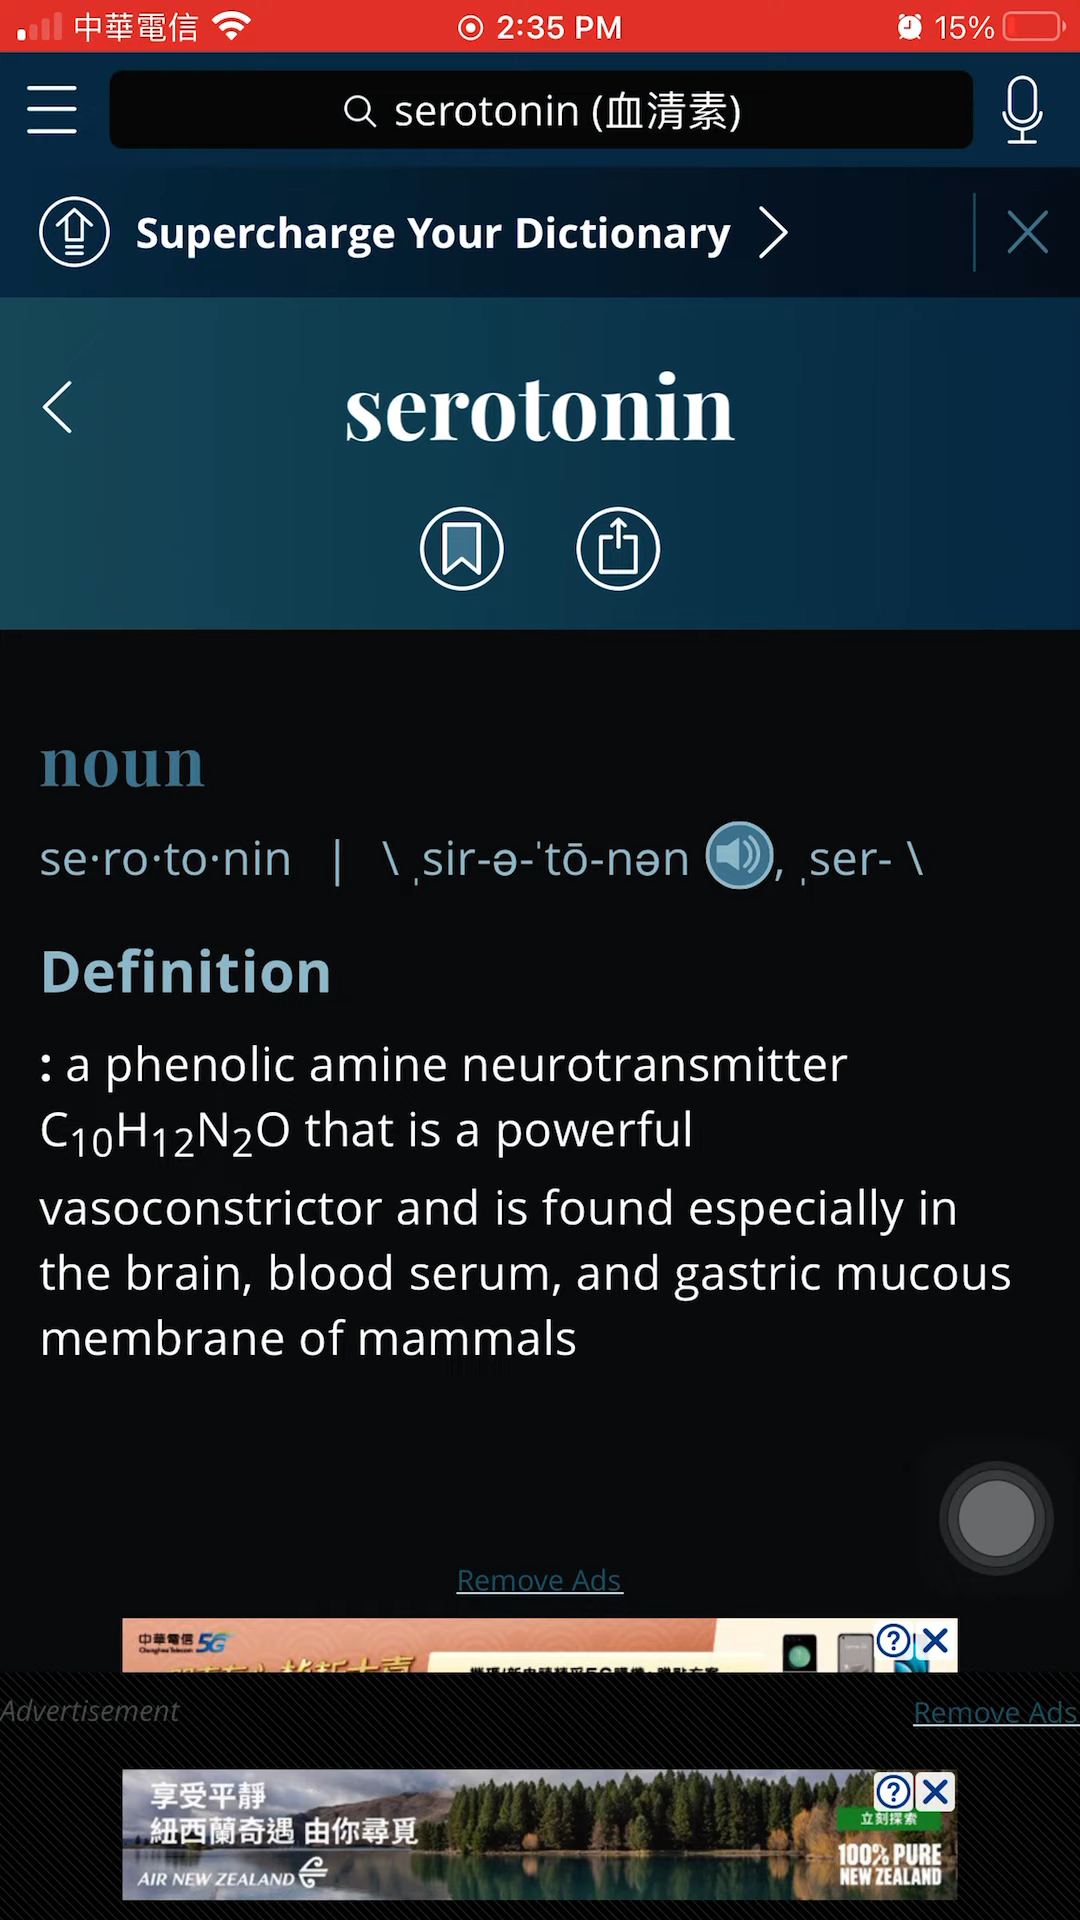 中華電信 2:35 PM 15%
serotonin (血清素)
Supercharge Your Dictionary
serotonin
noun
se·ro·to·nin | \ ˌsir-ə-ˈtō-nən , ˌser- \
Definition
: a phenolic amine neurotransmitter
C₁₀H₁₂N₂O that is a powerful
vasoconstrictor and is found especially in
the brain, blood serum, and gastric mucous
membrane of mammals
Remove Ads
中華電信 5G
Chunghwa Telecom
Advertisement Remove Ads
享受平靜
紐西蘭奇遇 由你尋覓
立刻探索
AIR NEW ZEALAND
100% PURE
NEW ZEALAND